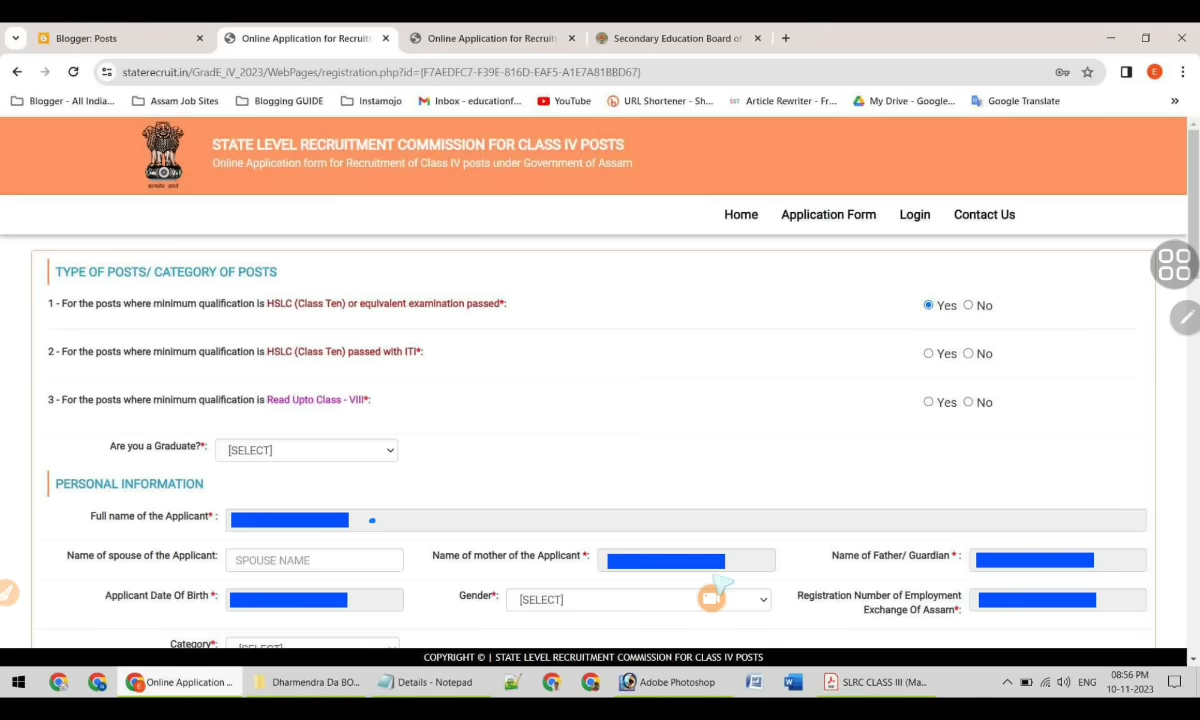 Blogger: Posts
Online Application for Recruit
Online Application for Recruit
Secondary Education Board of
staterecruit.in/GradE_iV_2023/WebPages/registration.php?id={F7AEDFC7-F39E-816D-EAF5-A1E7A81BBD67}
E
Blogger - All India...
Assam Job Sites
Blogging GUIDE
Instamojo
Inbox - educationf...
YouTube
URL Shortener - Sh...
SST Article Rewriter - Fr...
My Drive - Google...
Google Translate
STATE LEVEL RECRUITMENT COMMISSION FOR CLASS IV POSTS
Online Application form for Recruitment of Class IV posts under Government of Assam
Home Application Form Login Contact Us
TYPE OF POSTS/ CATEGORY OF POSTS
1 - For the posts where minimum qualification is HSLC (Class Ten) or equivalent examination passed*: Yes No
2 - For the posts where minimum qualification is HSLC (Class Ten) passed with ITI*: Yes No
3 - For the posts where minimum qualification is Read Upto Class - VIII*: Yes No
Are you a Graduate?*: [SELECT]
PERSONAL INFORMATION
Full name of the Applicant* :
Name of spouse of the Applicant: SPOUSE NAME Name of mother of the Applicant *: Name of Father/ Guardian * :
Applicant Date Of Birth *: Gender*: [SELECT] Registration Number of Employment
Exchange Of Assam*:
Category*: [SELECT]
COPYRIGHT © | STATE LEVEL RECRUITMENT COMMISSION FOR CLASS IV POSTS
Online Application ...
Dharmendra Da BO...
Details - Notepad
Adobe Photoshop
SLRC CLASS III (Ma...
ENG
08:56 PM
10-11-2023